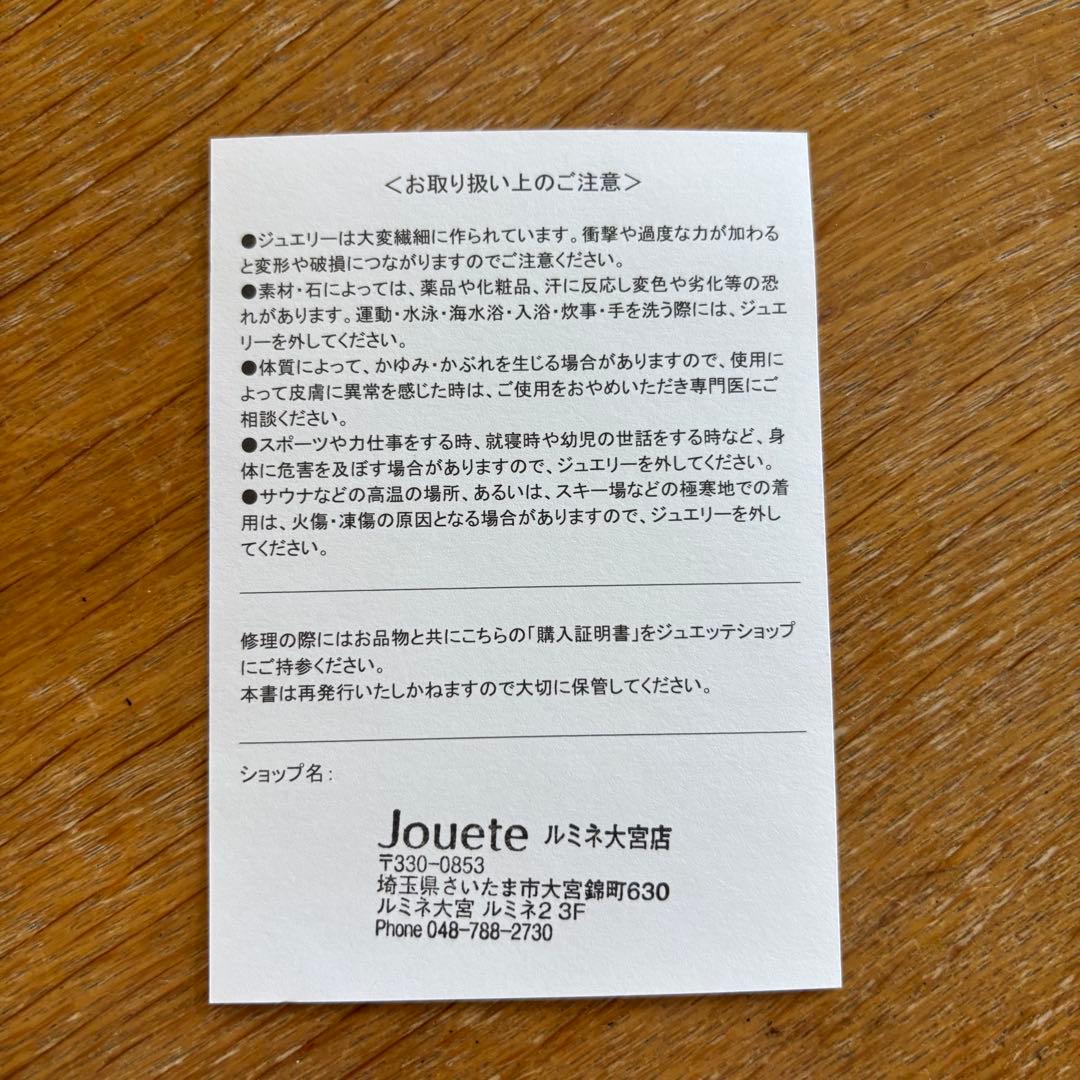 ＜お取り扱い上のご注意＞
●ジュエリーは大変繊細に作られています。衝撃や過度な力が加わる
と変形や破損につながりますのでご注意ください。
●素材・石によっては、薬品や化粧品、汗に反応し変色や劣化等の恐
れがあります。運動・水泳・海水浴・入浴・炊事・手を洗う際には、ジュエ
リーを外してください。
●体質によって、かゆみ・かぶれを生じる場合がありますので、使用に
よって皮膚に異常を感じた時は、ご使用をおやめいただき専門医にご
相談ください。
●スポーツや力仕事をする時、就寝時や幼児の世話をする時など、身
体に危害を及ぼす場合がありますので、ジュエリーを外してください。
●サウナなどの高温の場所、あるいは、スキー場などの極寒地での着
用は、火傷・凍傷の原因となる場合がありますので、ジュエリーを外し
てください。
修理の際にはお品物と共にこちらの「購入証明書」をジュエッテショップ
にご持参ください。
本書は再発行いたしかねますので大切に保管してください。
ショップ名：
Jouete ルミネ大宮店
〒330-0853
埼玉県さいたま市大宮錦町630
ルミネ大宮 ルミネ2 3F
Phone 048-788-2730